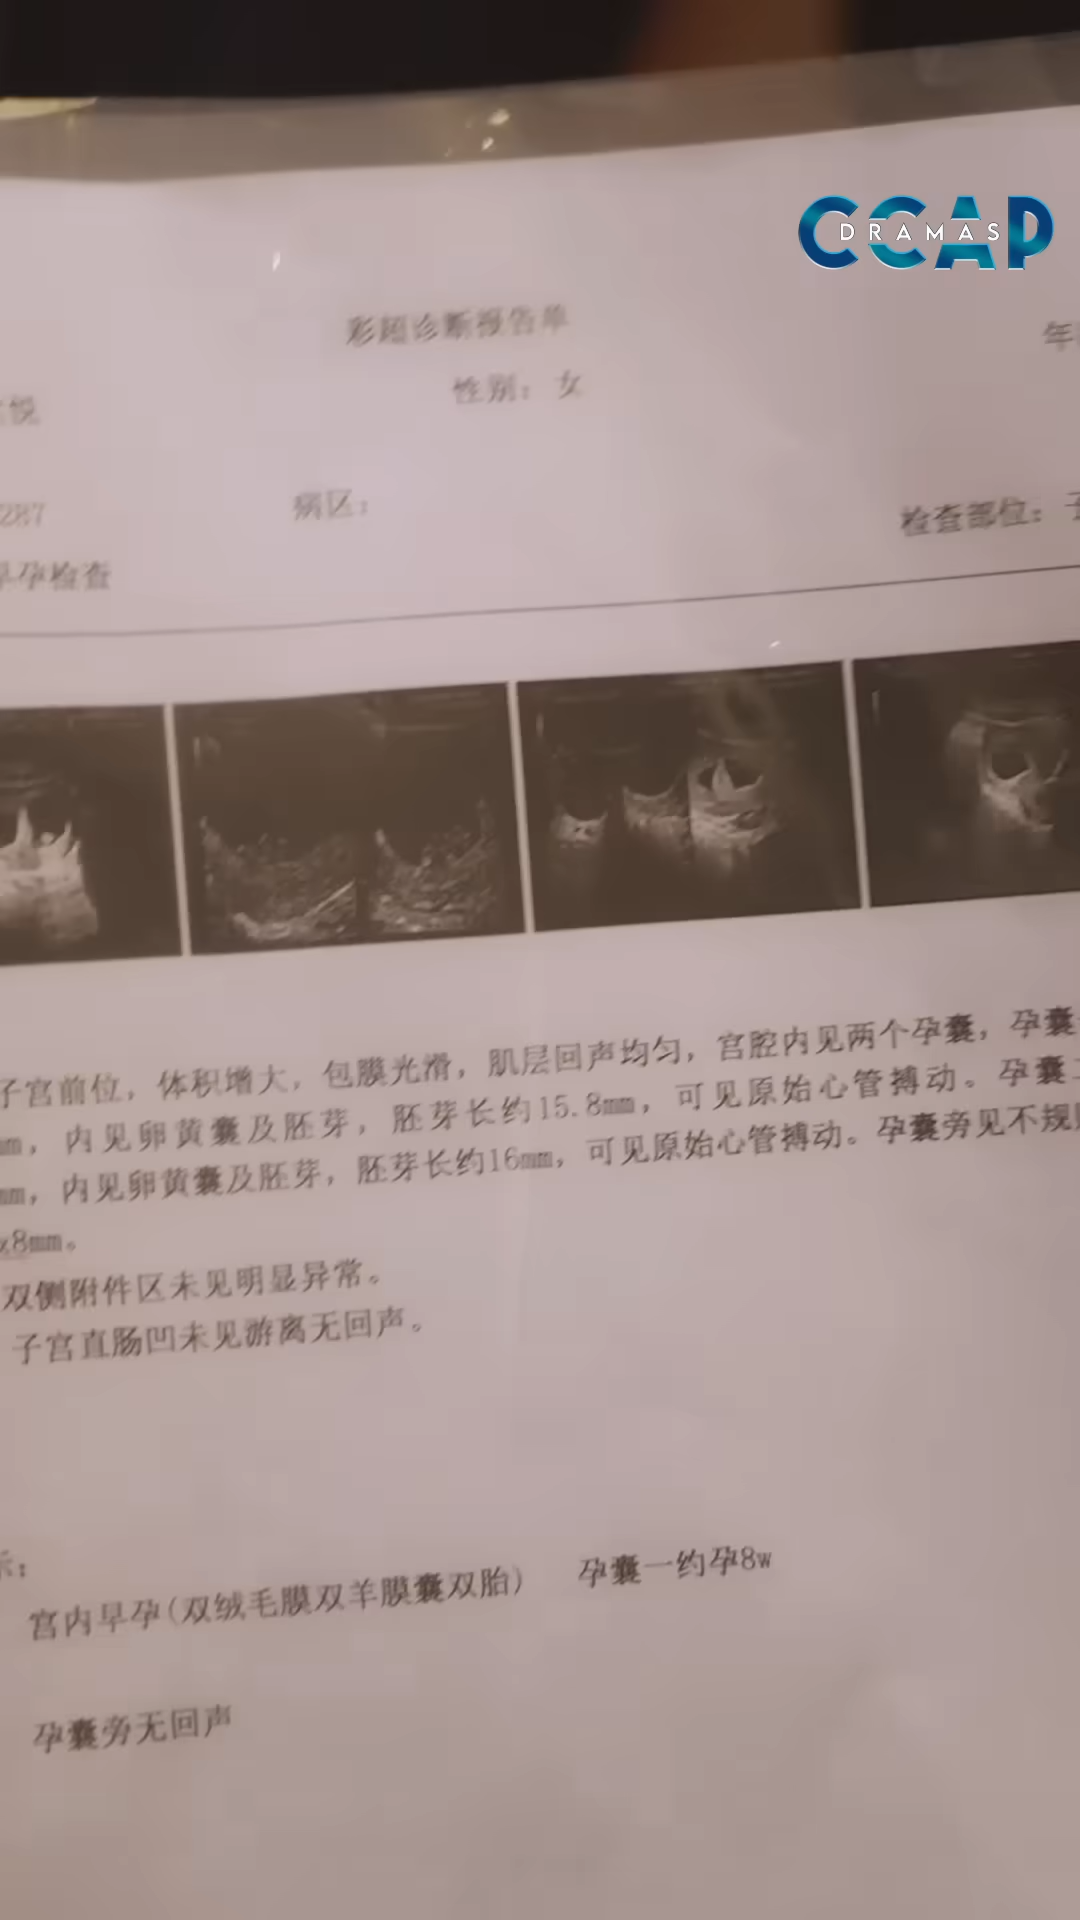 CCAP
DRAMAS
彩超诊断报告单
年
悦
性别：女
287
病区：
检查部位：子
早孕检查
子宫前位，体积增大，包膜光滑，肌层回声均匀，宫腔内见两个孕囊，孕囊
mm，内见卵黄囊及胚芽，胚芽长约15.8mm，可见原始心管搏动。孕囊
mm，内见卵黄囊及胚芽，胚芽长约16mm，可见原始心管搏动。孕囊旁见不规则
x8mm。
双侧附件区未见明显异常。
子宫直肠凹未见游离无回声。
示：
宫内早孕(双绒毛膜双羊膜囊双胎) 孕囊一约孕8w
孕囊旁无回声